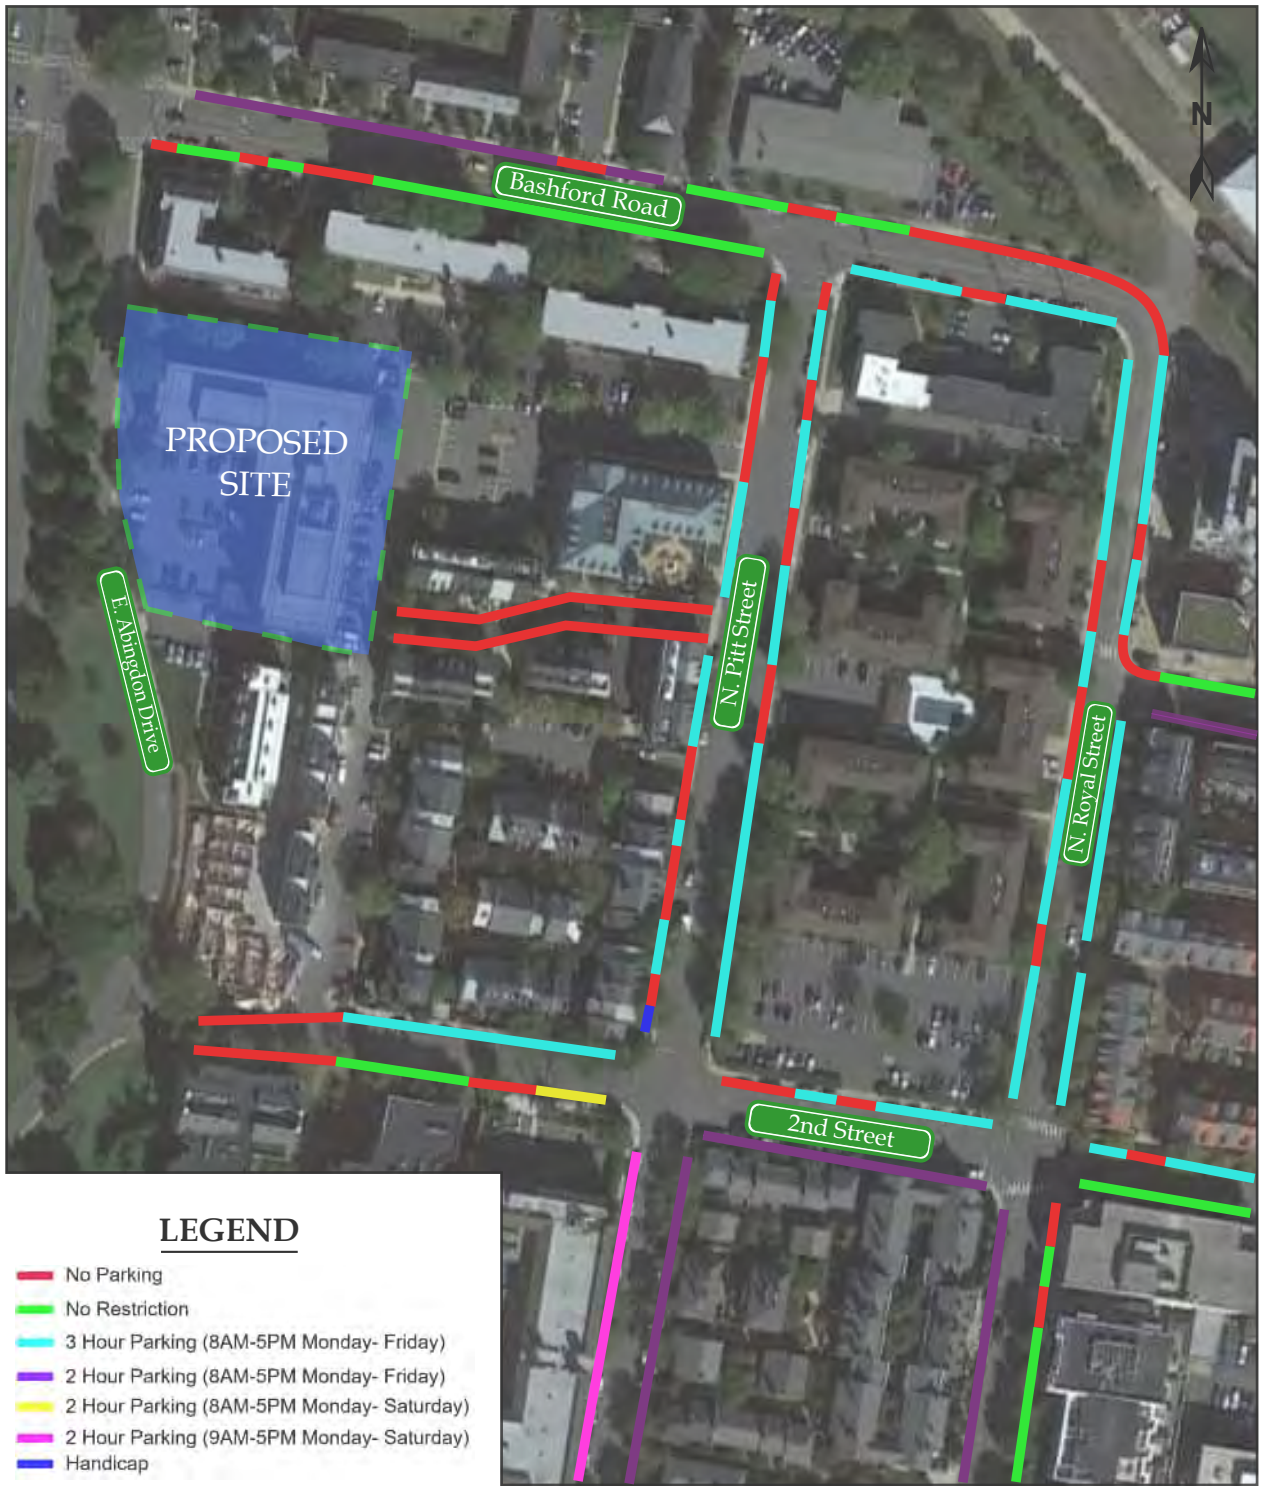 N
Bashford Road
PROPOSED
SITE
E. Abingdon Drive
N. Pitt Street
N. Royal Street
2nd Street
LEGEND
No Parking
No Restriction
3 Hour Parking (8AM-5PM Monday- Friday)
2 Hour Parking (8AM-5PM Monday- Friday)
2 Hour Parking (8AM-5PM Monday- Saturday)
2 Hour Parking (9AM-5PM Monday- Saturday)
Handicap